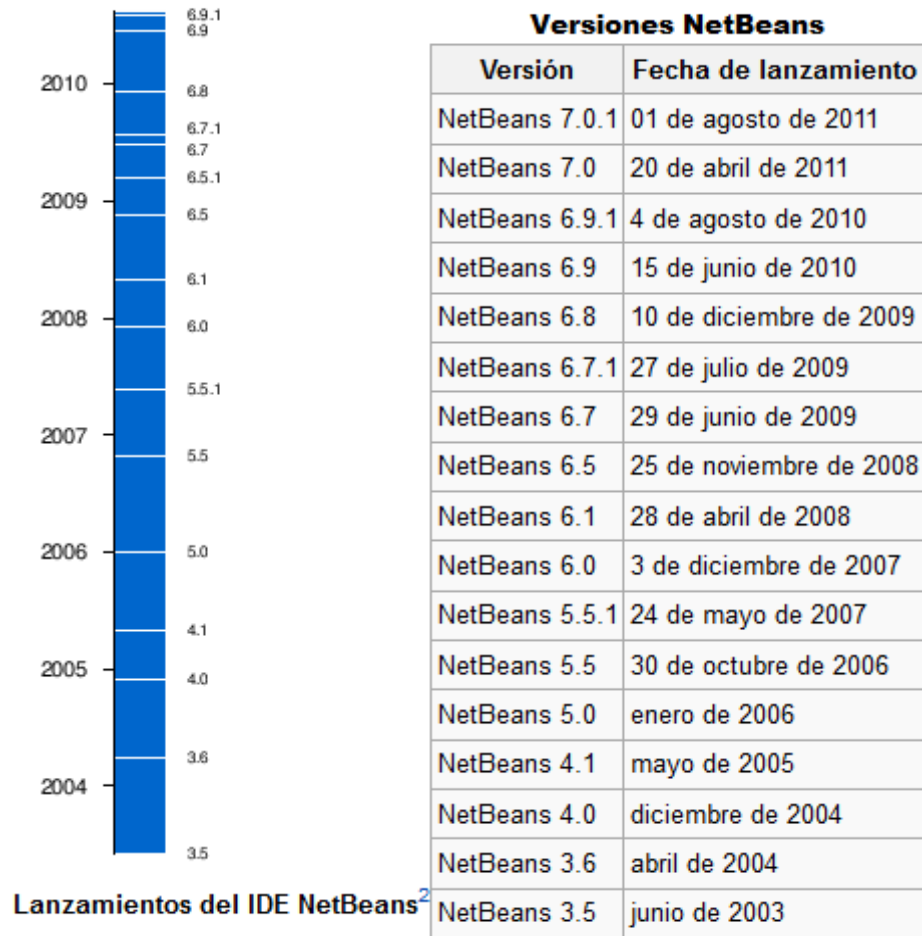 6.9.1
6.9
2010
6.8
6.7.1
6.7
6.5.1
2009
6.5
6.1
2008
6.0
5.5.1
2007
5.5
2006
5.0
4.1
2005
4.0
3.6
2004
3.5
Lanzamientos del IDE NetBeans2
Versiones NetBeans
Versión Fecha de lanzamiento
NetBeans 7.0.1 01 de agosto de 2011
NetBeans 7.0 20 de abril de 2011
NetBeans 6.9.1 4 de agosto de 2010
NetBeans 6.9 15 de junio de 2010
NetBeans 6.8 10 de diciembre de 2009
NetBeans 6.7.1 27 de julio de 2009
NetBeans 6.7 29 de junio de 2009
NetBeans 6.5 25 de noviembre de 2008
NetBeans 6.1 28 de abril de 2008
NetBeans 6.0 3 de diciembre de 2007
NetBeans 5.5.1 24 de mayo de 2007
NetBeans 5.5 30 de octubre de 2006
NetBeans 5.0 enero de 2006
NetBeans 4.1 mayo de 2005
NetBeans 4.0 diciembre de 2004
NetBeans 3.6 abril de 2004
NetBeans 3.5 junio de 2003